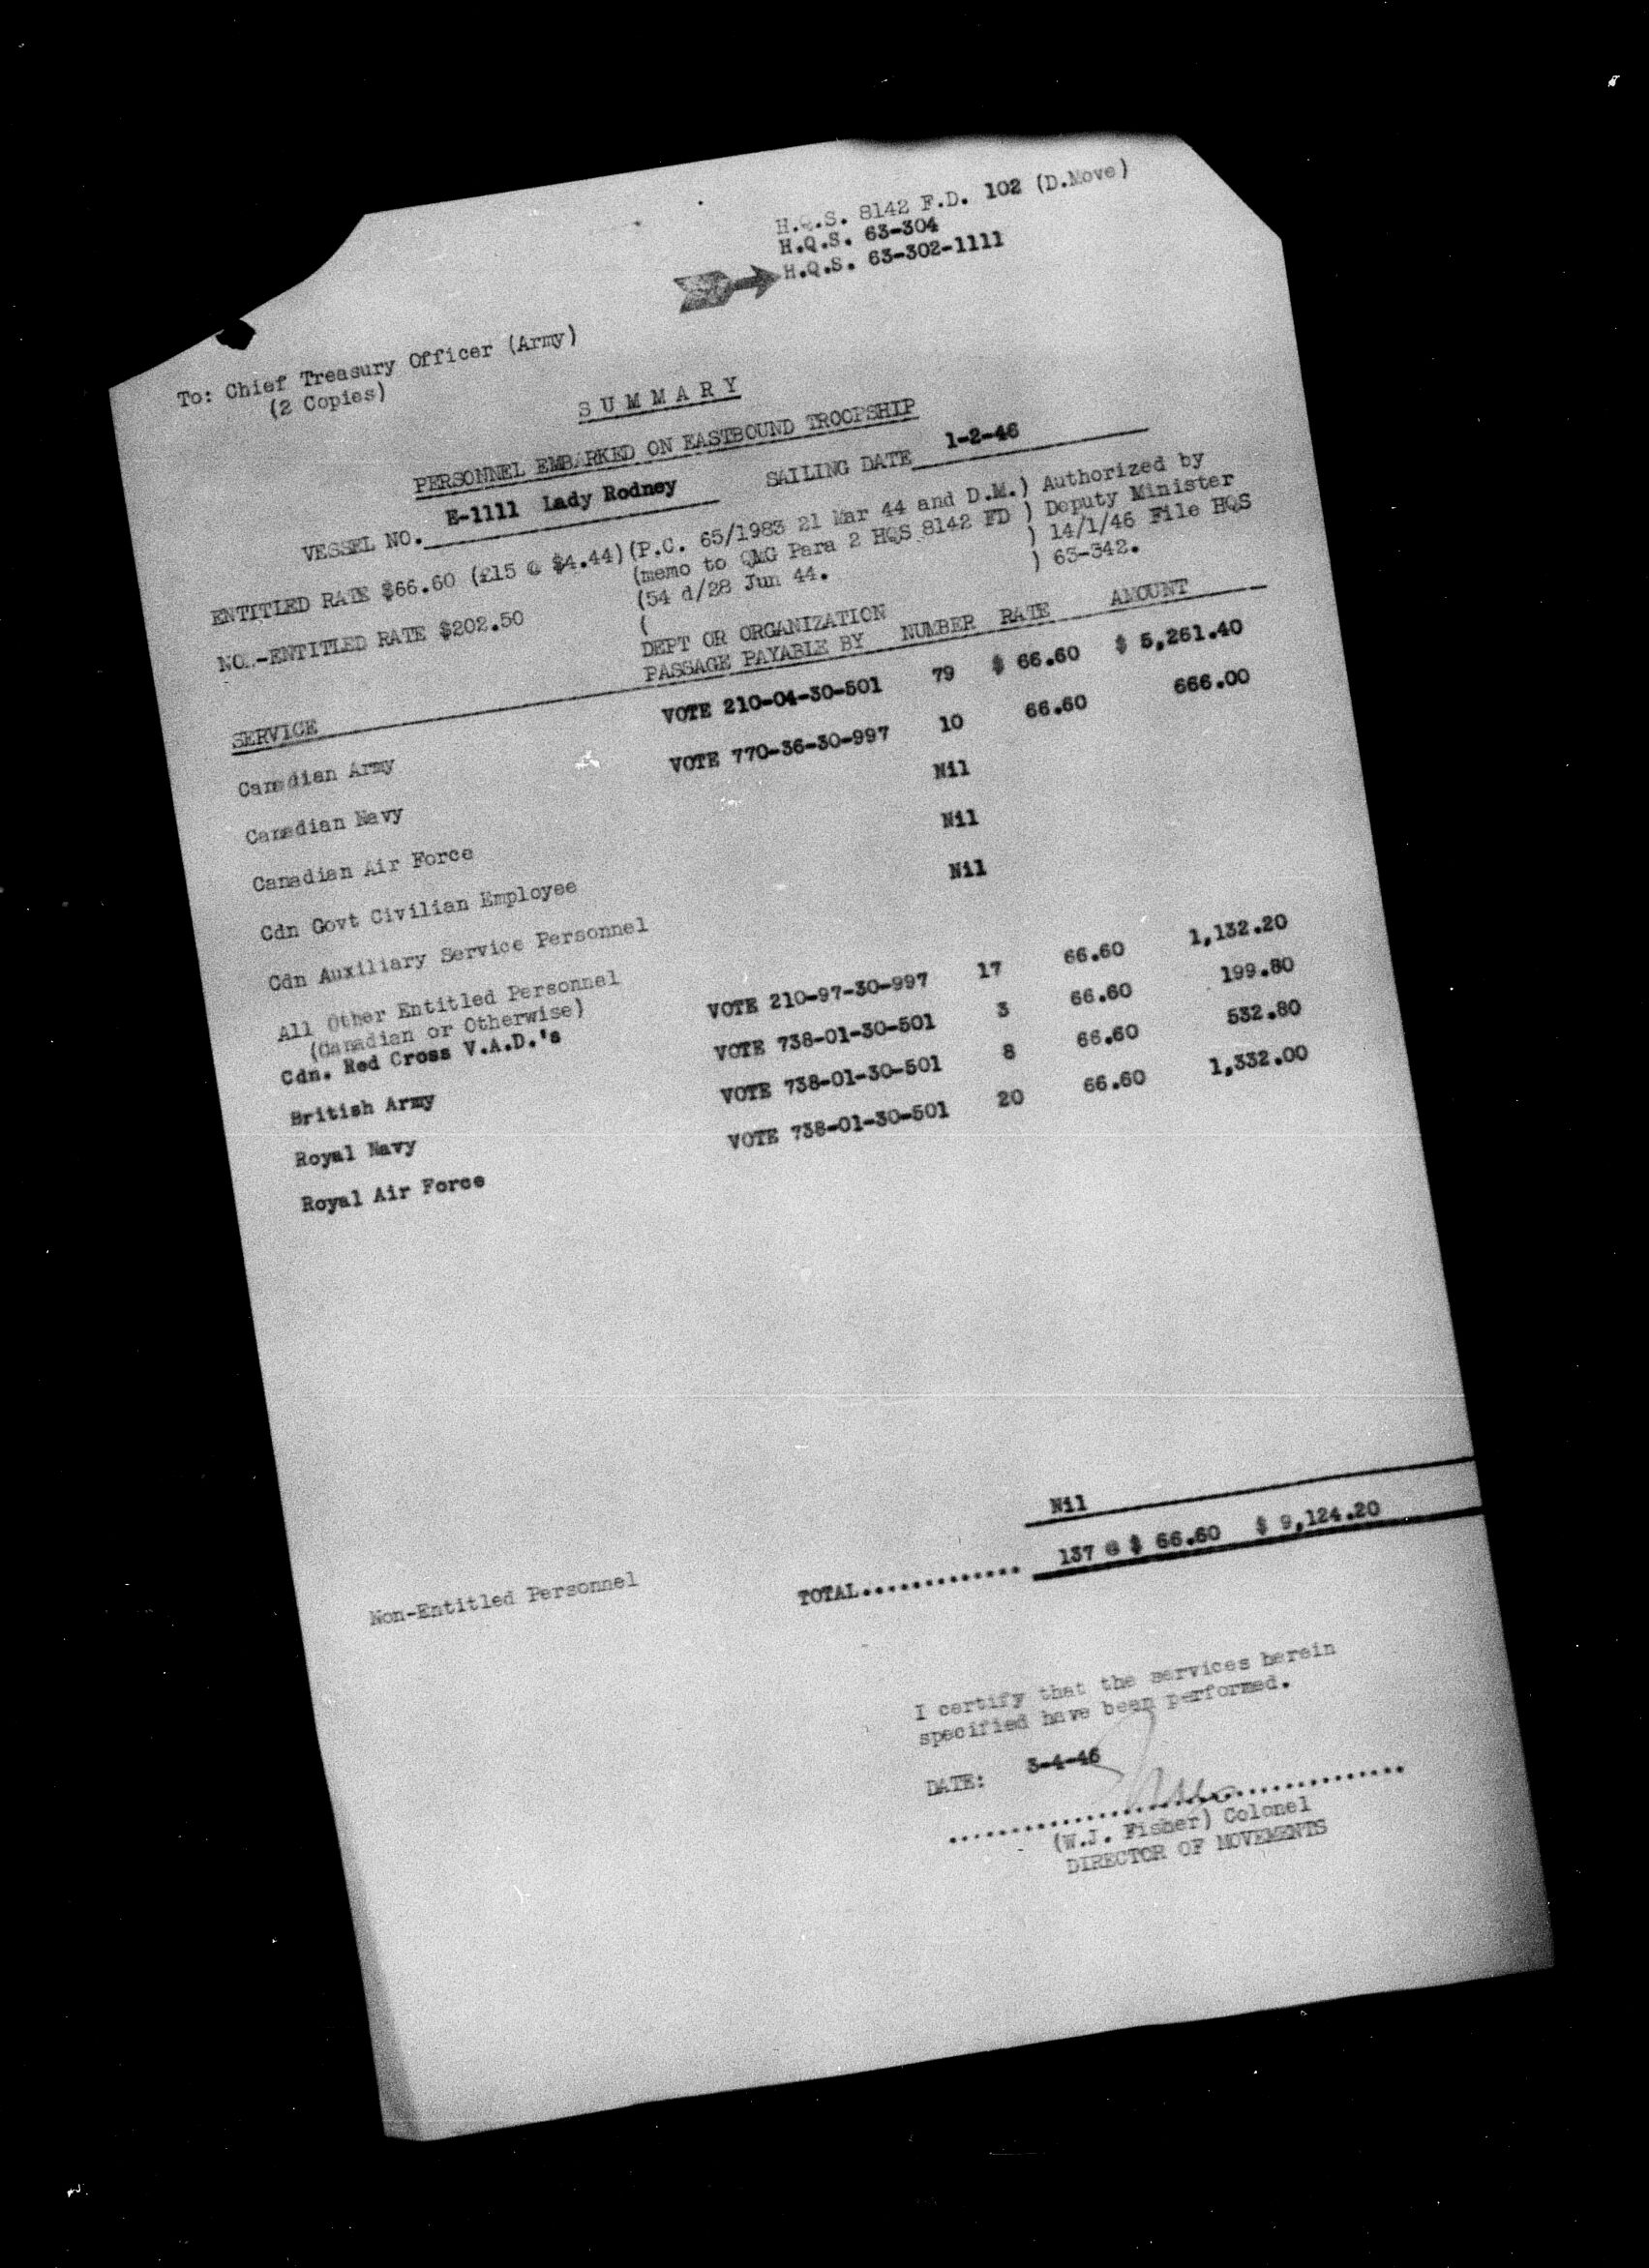 H.Q.S. 8142 F.D. 102 (D.Move)
H.Q.S. 63-304
H.Q.S. 63-302-1111
To: Chief Treasury Officer (Army)
(2 Copies)
S U M M A R Y
PERSONNEL EMBARKED ON EASTBOUND TROOPSHIP
VESSEL NO. E-1111 Lady Rodney SAILING DATE 1-2-46
ENTITLED RATE $66.60 (£15 @ $4.44) (P.C. 65/1983 21 Mar 44 and D.M.) Authorized by
(memo to QMG Para 2 HQS 8142 FD ) Deputy Minister
NON-ENTITLED RATE $202.50 (54 d/28 Jun 44. ) 14/1/46 File HQS
( ) 63-342.
DEPT OR ORGANIZATION
SERVICE PASSAGE PAYABLE BY NUMBER RATE AMOUNT
Canadian Army VOTE 210-04-30-501 79 $ 66.60 $ 5,261.40
Canadian Navy VOTE 770-36-30-997 10 66.60 666.00
Canadian Air Force Nil
Cdn Govt Civilian Employee Nil
Cdn Auxiliary Service Personnel Nil
All Other Entitled Personnel
(Canadian or Otherwise)
Cdn. Red Cross V.A.D.'s VOTE 210-97-30-997 17 66.60 1,132.20
British Army VOTE 738-01-30-501 3 66.60 199.80
Royal Navy VOTE 738-01-30-501 8 66.60 532.80
Royal Air Force VOTE 738-01-30-501 20 66.60 1,332.00
Non-Entitled Personnel Nil
TOTAL.............. 137 @ $ 66.60 $ 9,124.20
I certify that the services herein
specified have been performed.
DATE: 3-4-46
(W.J. Fisher) Colonel
DIRECTOR OF MOVEMENTS